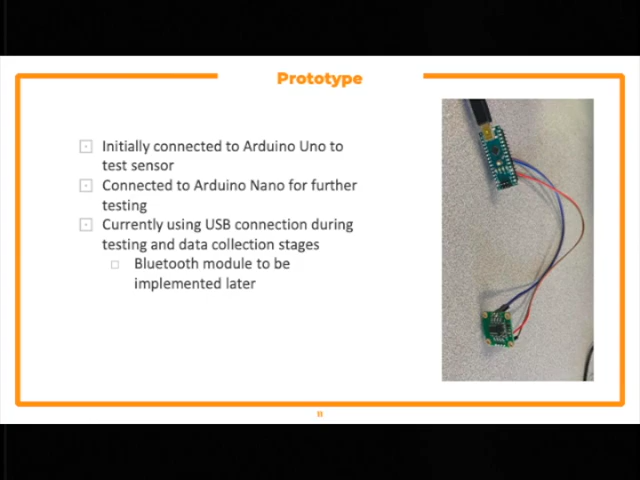 Prototype
Initially connected to Arduino Uno to
test sensor
Connected to Arduino Nano for further
testing
Currently using USB connection during
testing and data collection stages
Bluetooth module to be
implemented later